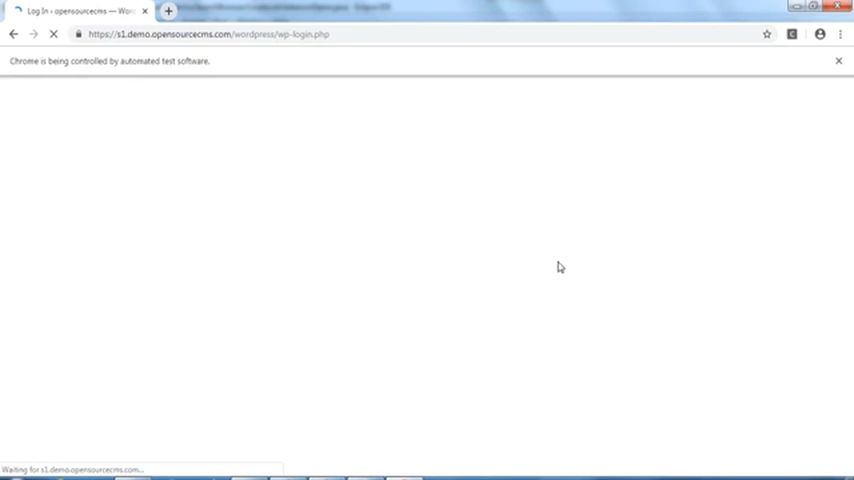 Log In ‹ opensourcecms — Word
https://s1.demo.opensourcecms.com/wordpress/wp-login.php
Chrome is being controlled by automated test software.
Waiting for s1.demo.opensourcecms.com...